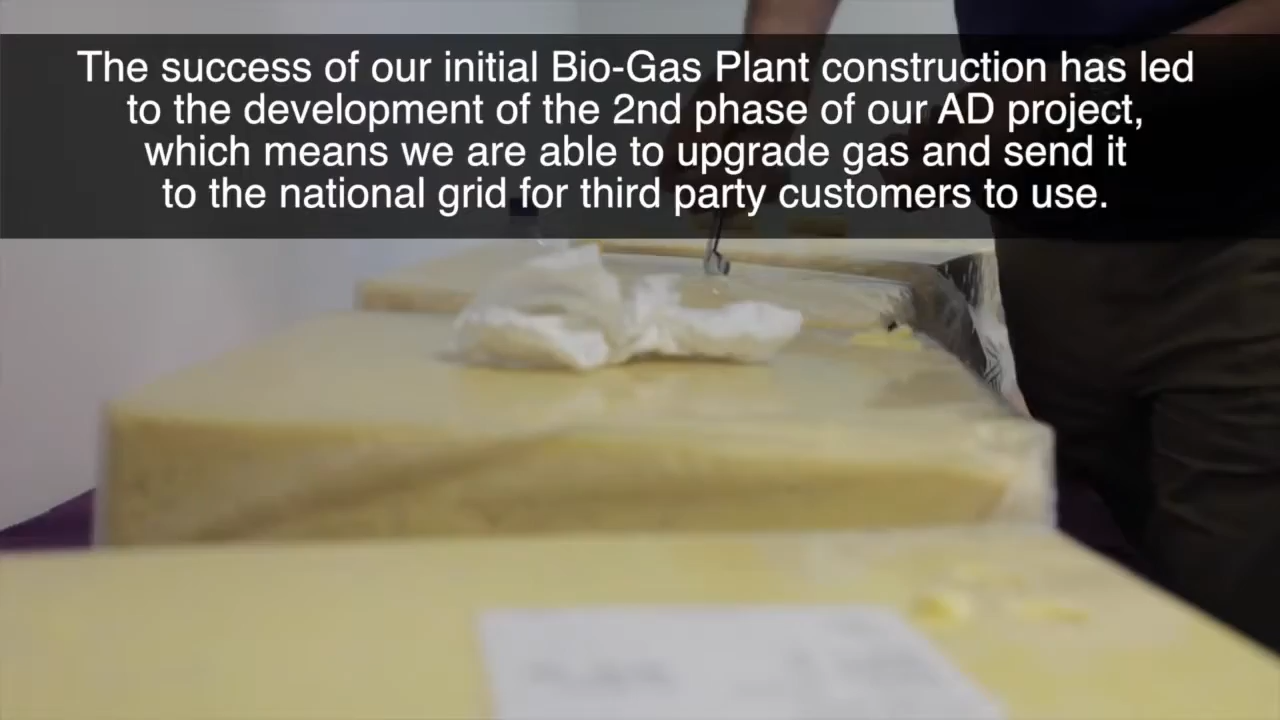 The success of our initial Bio-Gas Plant construction has led
to the development of the 2nd phase of our AD project,
which means we are able to upgrade gas and send it
to the national grid for third party customers to use.